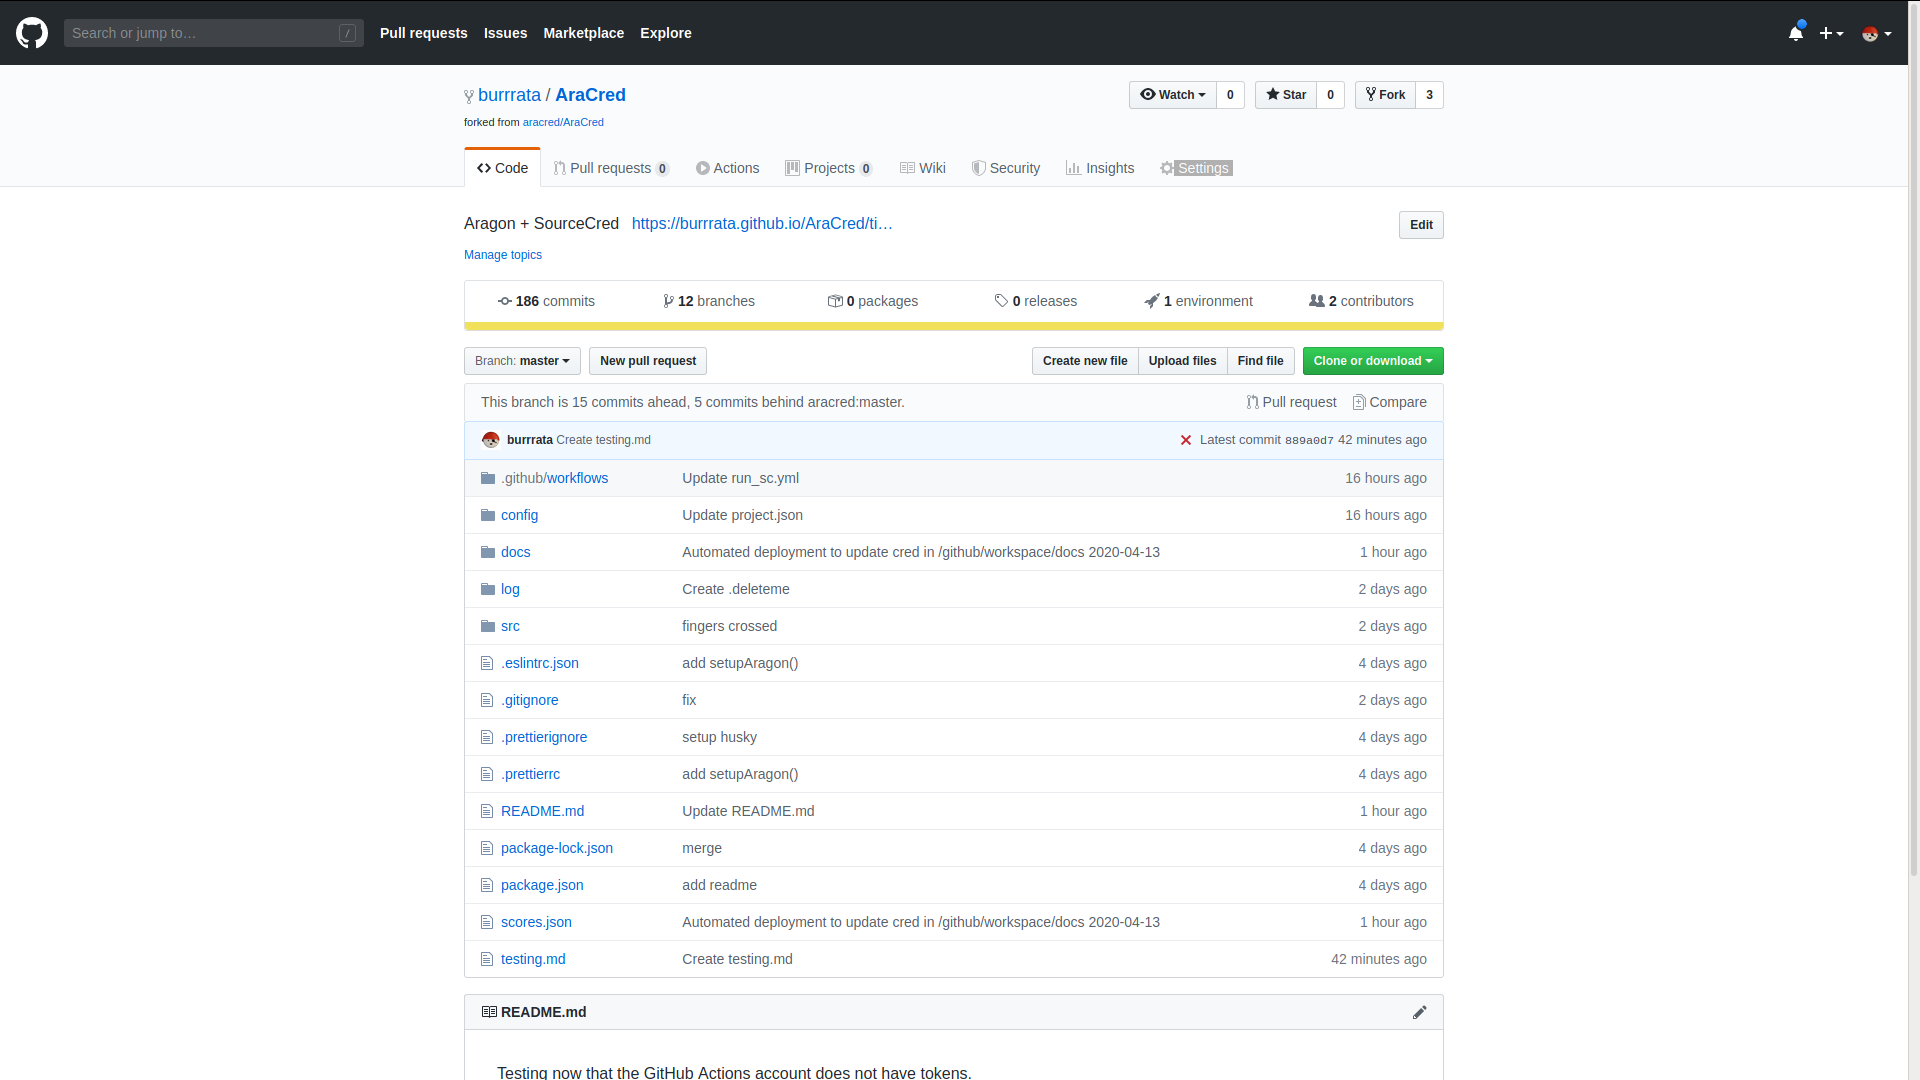 Search or jump to… /
Pull requests Issues Marketplace Explore
burrrata / AraCred
Watch 0 Star 0 Fork 3
forked from aracred/AraCred
Code Pull requests 0 Actions Projects 0 Wiki Security Insights Settings
Aragon + SourceCred https://burrrata.github.io/AraCred/ti… Edit
Manage topics
186 commits 12 branches 0 packages 0 releases 1 environment 2 contributors
Branch: master New pull request Create new file Upload files Find file Clone or download
This branch is 15 commits ahead, 5 commits behind aracred:master. Pull request Compare
burrrata Create testing.md Latest commit 889a0d7 42 minutes ago
.github/workflows Update run_sc.yml 16 hours ago
config Update project.json 16 hours ago
docs Automated deployment to update cred in /github/workspace/docs 2020-04-13 1 hour ago
log Create .deleteme 2 days ago
src fingers crossed 2 days ago
.eslintrc.json add setupAragon() 4 days ago
.gitignore fix 2 days ago
.prettierignore setup husky 4 days ago
.prettierrc add setupAragon() 4 days ago
README.md Update README.md 1 hour ago
package-lock.json merge 4 days ago
package.json add readme 4 days ago
scores.json Automated deployment to update cred in /github/workspace/docs 2020-04-13 1 hour ago
testing.md Create testing.md 42 minutes ago
README.md
Testing now that the GitHub Actions account does not have tokens.